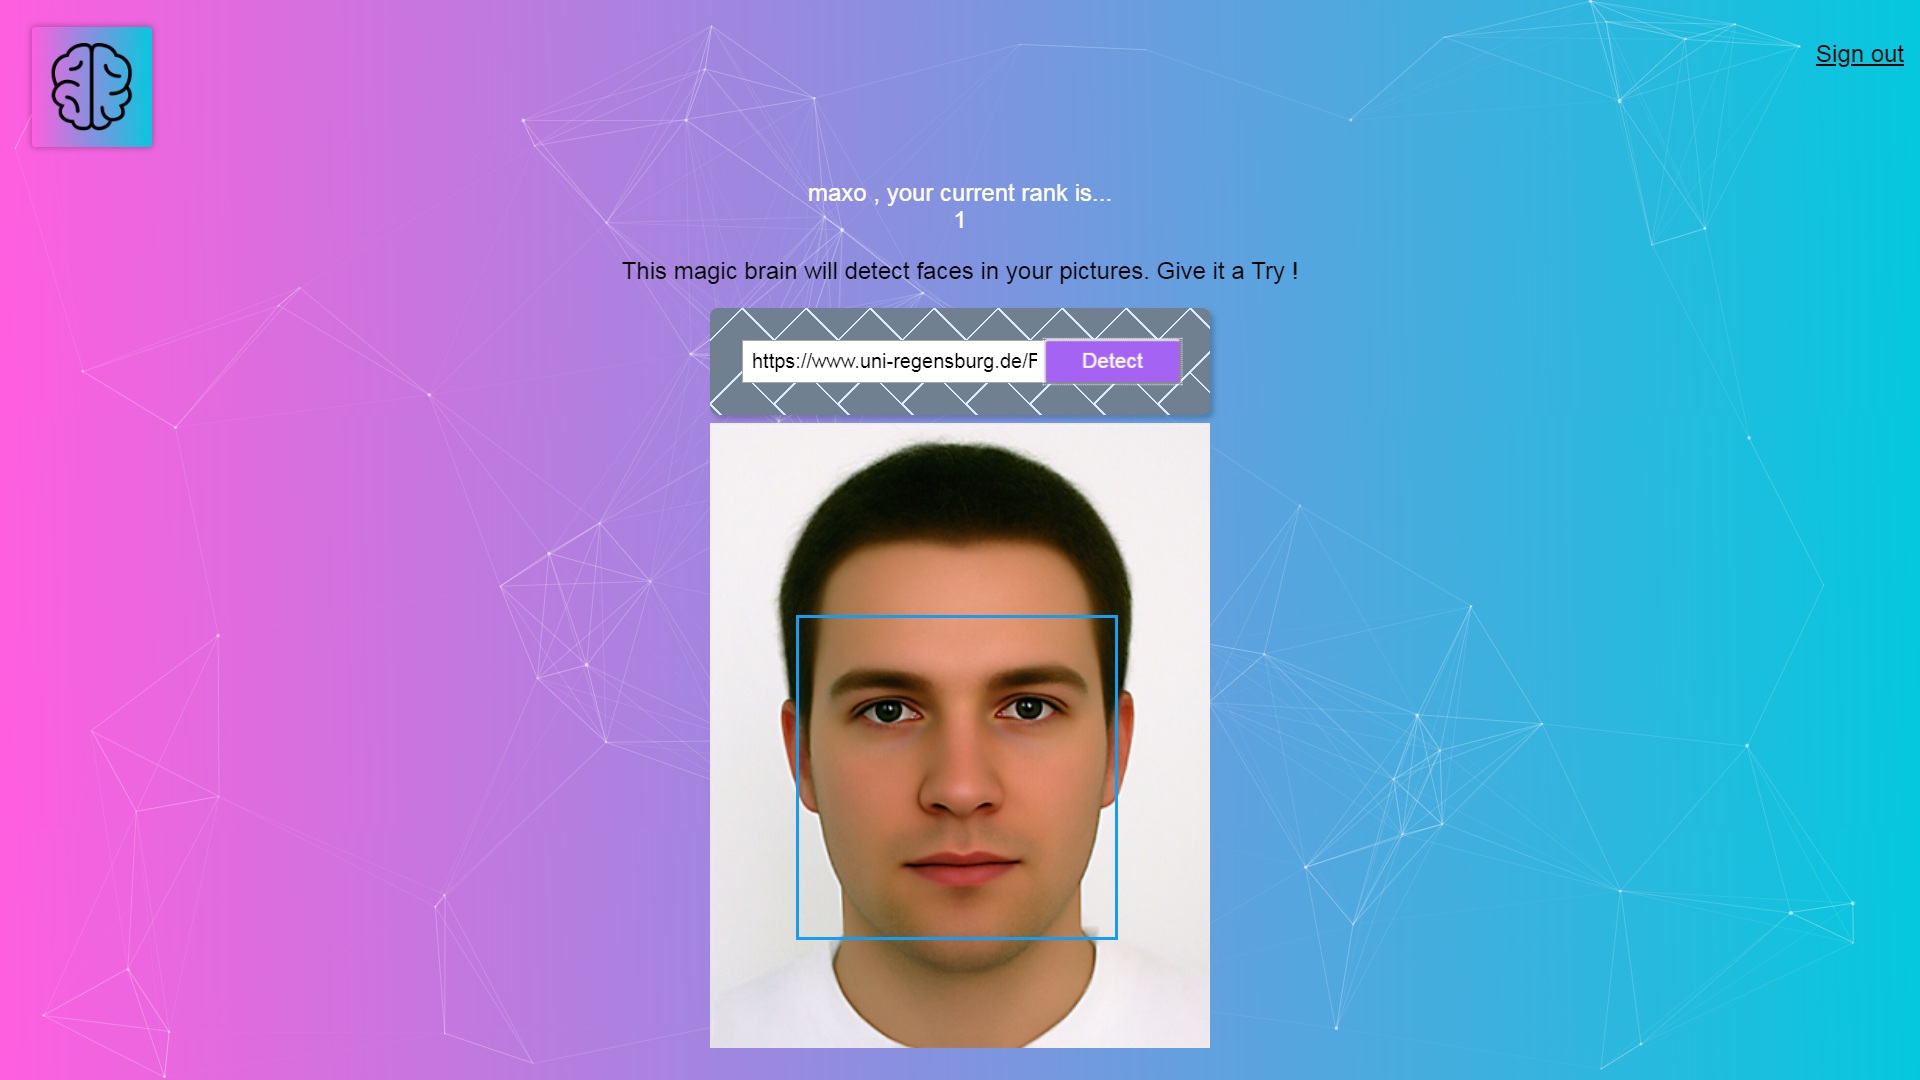 Sign out
maxo , your current rank is...
1
This magic brain will detect faces in your pictures. Give it a Try !
https://www.uni-regensburg.de/F
Detect